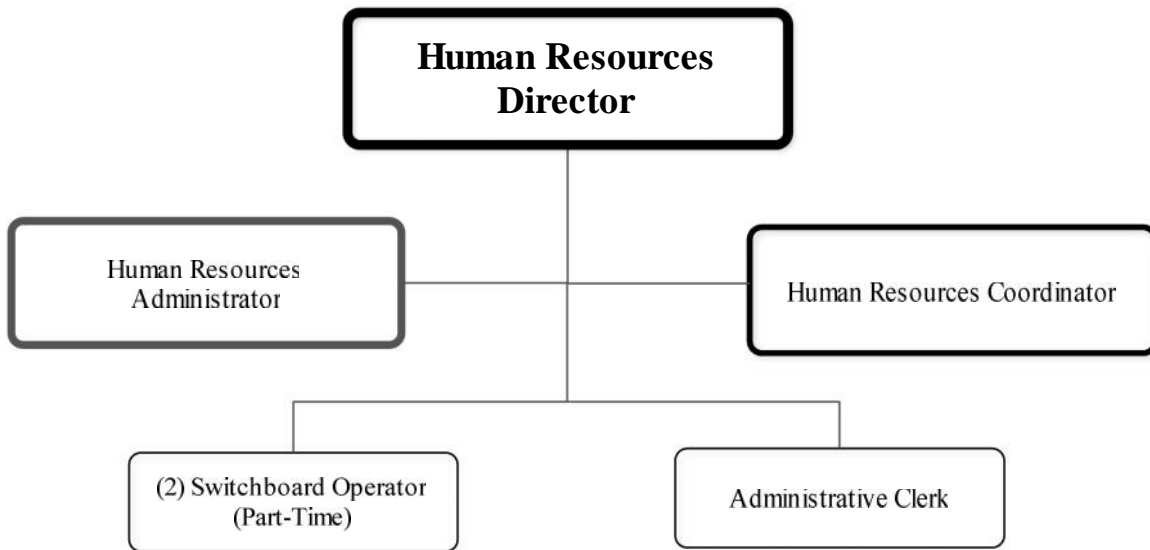 Human Resources
Director
Human Resources
Administrator
Human Resources Coordinator
(2) Switchboard Operator
(Part-Time)
Administrative Clerk